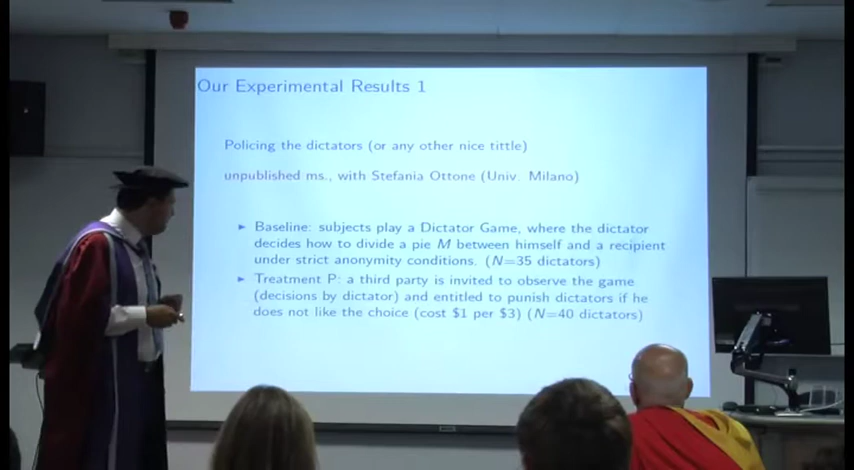 Our Experimental Results 1
Policing the dictators (or any other nice tittle)
unpublished ms., with Stefania Ottone (Univ. Milano)
► Baseline: subjects play a Dictator Game, where the dictator
decides how to divide a pie M between himself and a recipient
under strict anonymity conditions. (N=35 dictators)
► Treatment P: a third party is invited to observe the game
(decisions by dictator) and entitled to punish dictators if he
does not like the choice (cost $1 per $3) (N=40 dictators)